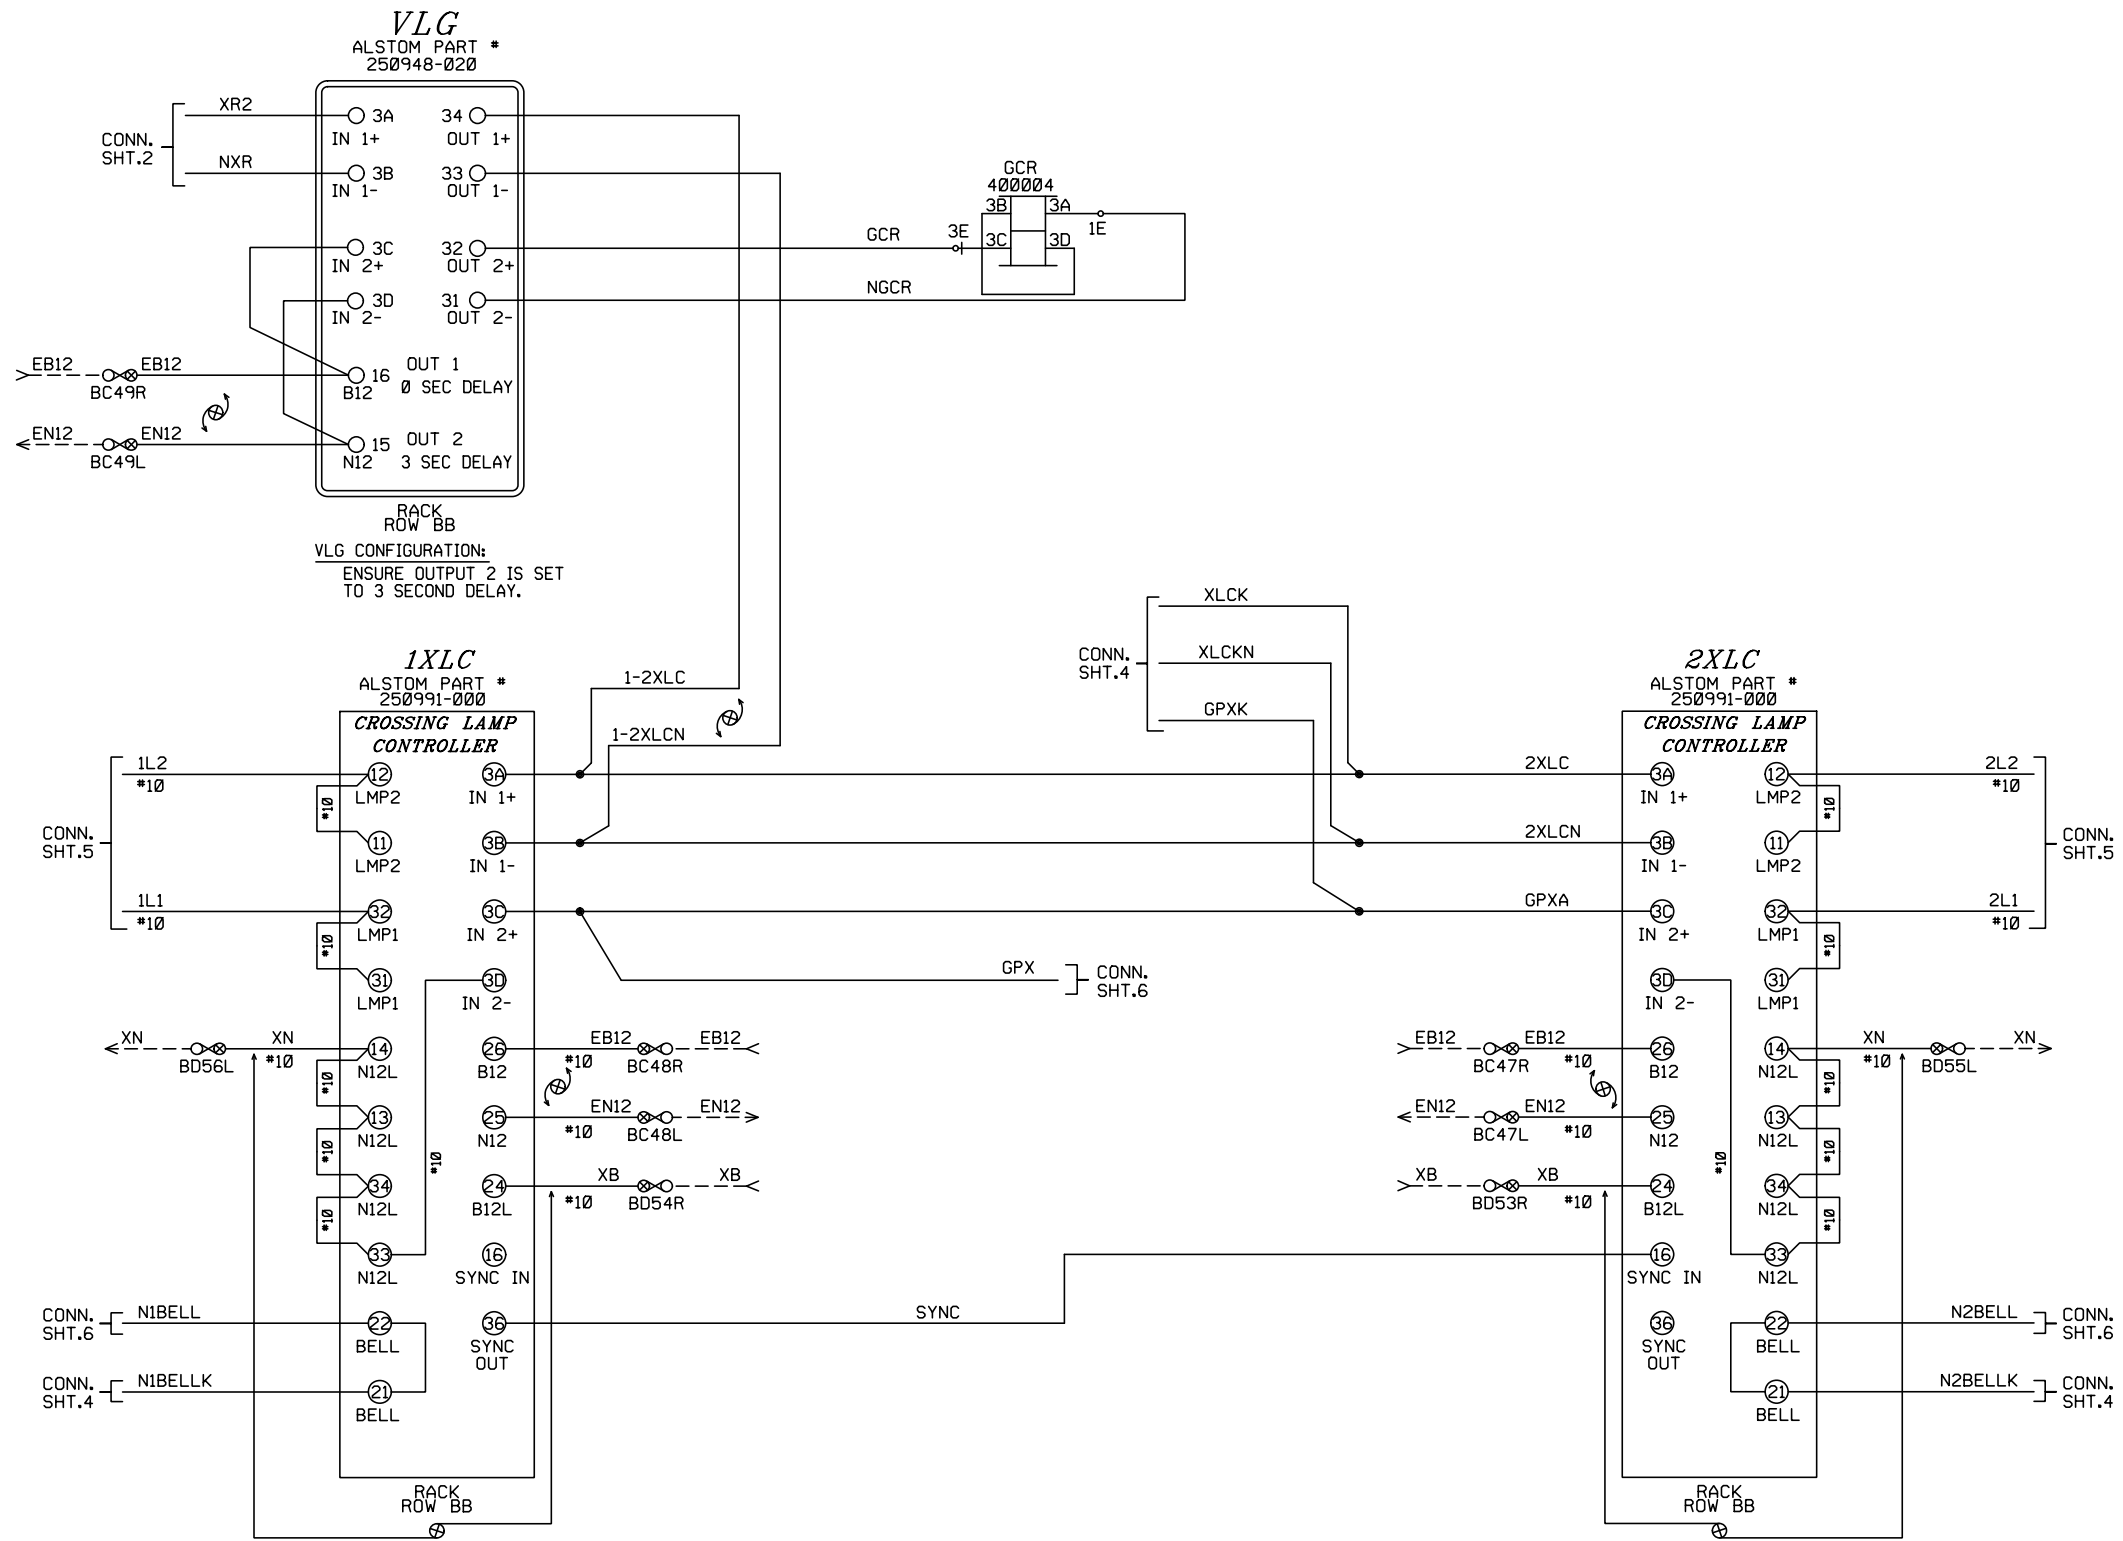 VLG
ALSTOM PART #
250948-020
XR2
3A
34
IN 1+
OUT 1+
CONN.
SHT.2
NXR
3B
33
IN 1-
OUT 1-
GCR
400004
3B
3A
1E
3C
32
GCR
3E
3C
3D
IN 2+
OUT 2+
3D
31
NGCR
IN 2-
OUT 2-
EB12
EB12
BC49R
16
B12
OUT 1
0 SEC DELAY
EN12
EN12
BC49L
15
N12
OUT 2
3 SEC DELAY
RACK
ROW BB
VLG CONFIGURATION:
ENSURE OUTPUT 2 IS SET
TO 3 SECOND DELAY.
1-2XLC
1-2XLCN
CONN.
SHT.4
XLCK
XLCKN
GPXK
1XLC
ALSTOM PART #
250991-000
CROSSING LAMP
CONTROLLER
CONN.
SHT.5
1L2
#10
12
LMP2
#10
11
LMP2
1L1
#10
32
LMP1
#10
31
LMP1
XN
BD56L
XN
#10
14
N12L
#10
13
N12L
#10
34
N12L
#10
33
N12L
CONN.
SHT.6
N1BELL
22
BELL
CONN.
SHT.4
N1BELLK
21
BELL
3A
IN 1+
3B
IN 1-
3C
IN 2+
3D
IN 2-
#10
26
B12
EB12
#10
BC48R
EB12
25
N12
EN12
#10
BC48L
EN12
24
B12L
XB
#10
BD54R
XB
16
SYNC IN
36
SYNC
OUT
SYNC
RACK
ROW BB
GPX
CONN.
SHT.6
2XLC
2XLCN
GPXA
2XLC
ALSTOM PART #
250991-000
CROSSING LAMP
CONTROLLER
3A
IN 1+
3B
IN 1-
3C
IN 2+
3D
IN 2-
EB12
BC47R
EB12
#10
26
B12
EN12
BC47L
EN12
#10
25
N12
XB
BD53R
XB
#10
24
B12L
16
SYNC IN
36
SYNC
OUT
#10
12
LMP2
2L2
#10
#10
11
LMP2
CONN.
SHT.5
32
LMP1
2L1
#10
#10
31
LMP1
14
N12L
XN
#10
BD55L
XN
#10
13
N12L
#10
34
N12L
#10
33
N12L
22
BELL
N2BELL
CONN.
SHT.6
21
BELL
N2BELLK
CONN.
SHT.4
RACK
ROW BB